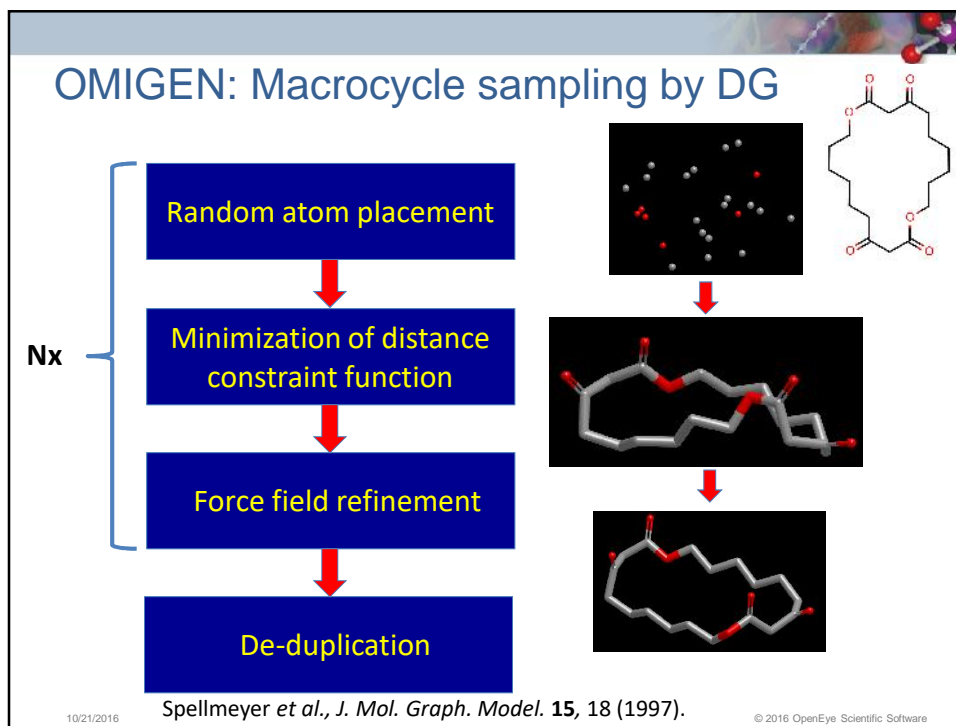 OMIGEN: Macrocycle sampling by DG
Random atom placement
Minimization of distance
constraint function
Nx
Force field refinement
De-duplication
O
O
O
O
O
O
Spellmeyer et al., J. Mol. Graph. Model. 15, 18 (1997).
10/21/2016
© 2016 OpenEye Scientific Software